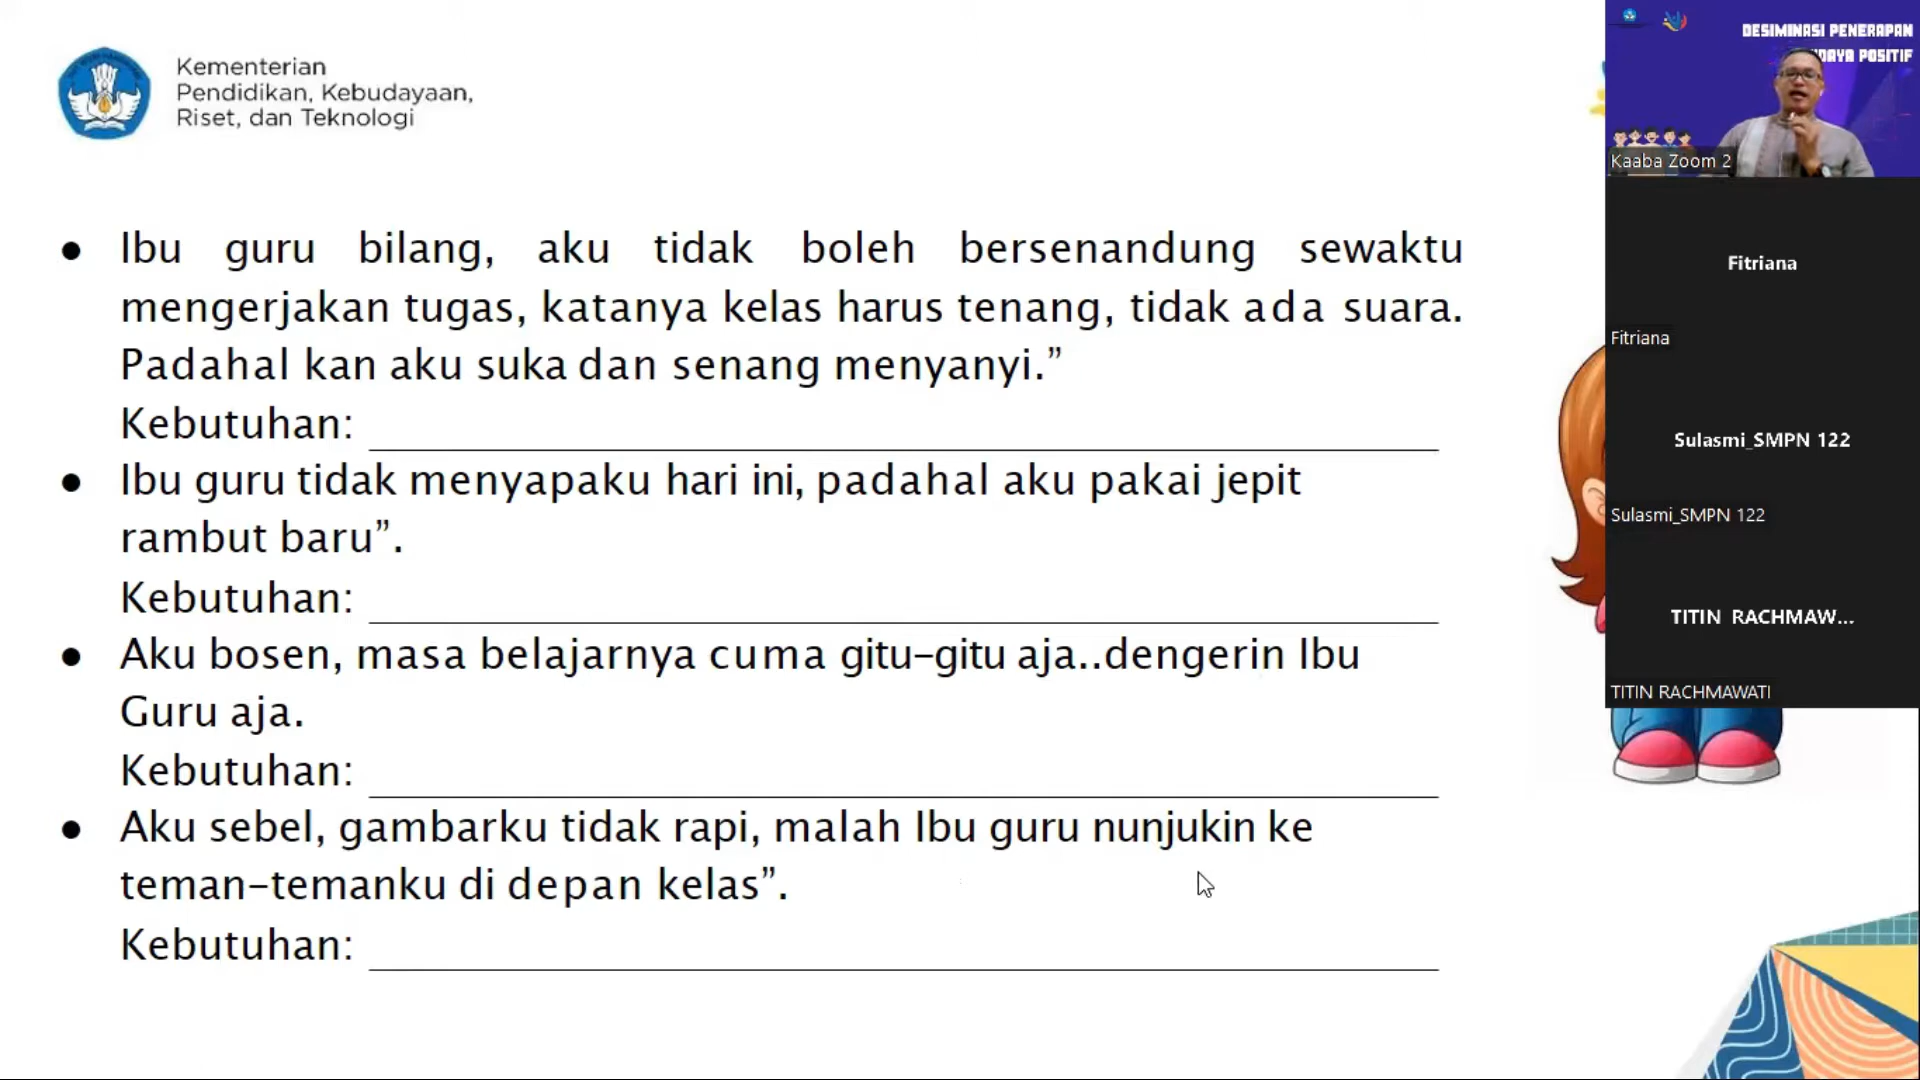 Kementerian
Pendidikan, Kebudayaan,
Riset, dan Teknologi
Ibu guru bilang, aku tidak boleh bersenandung sewaktu
mengerjakan tugas, katanya kelas harus tenang, tidak ada suara.
Padahal kan aku suka dan senang menyanyi.”
Kebutuhan:
Ibu guru tidak menyapaku hari ini, padahal aku pakai jepit
rambut baru”.
Kebutuhan:
Aku bosen, masa belajarnya cuma gitu-gitu aja..dengerin Ibu
Guru aja.
Kebutuhan:
Aku sebel, gambarku tidak rapi, malah Ibu guru nunjukin ke
teman-temanku di depan kelas”.
Kebutuhan:
DESIMINASI PENERAPAN
POSITIF
Kaaba Zoom 2
Fitriana
Fitriana
Sulasmi_SMPN 122
Sulasmi_SMPN 122
TITIN RACHMAW...
TITIN RACHMAWATI